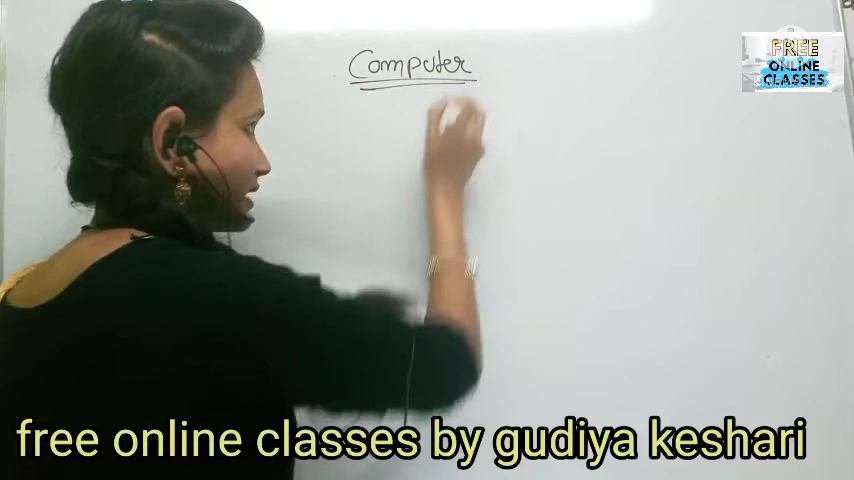 Computer
FREE
ONLINE
CLASSES
free online classes by gudiya keshari